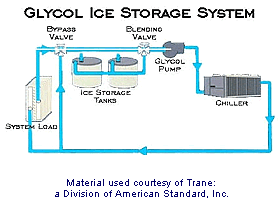 GLYCOL ICE STORAGE SYSTEM
BYPASS
VALVE
BLENDING
VALVE
GLYCOL
PUMP
ICE STORAGE
TANKS
CHILLER
SYSTEM LOAD
Material used courtesy of Trane:
a Division of American Standard, Inc.